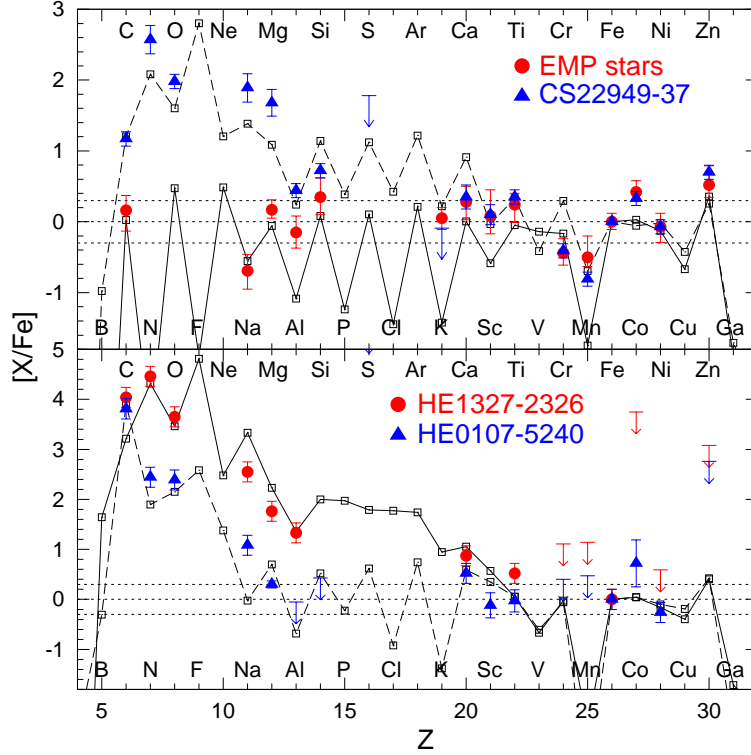 3
C O Ne Mg Si S Ar Ca Ti Cr Fe Ni Zn
EMP stars
CS22949-37
2
1
0
-1
B N F Na Al P Cl K Sc V Mn Co Cu Ga
[X/Fe]
5
C O Ne Mg Si S Ar Ca Ti Cr Fe Ni Zn
HE1327-2326
HE0107-5240
4
3
2
1
0
-1
B N F Na Al P Cl K Sc V Mn Co Cu Ga
5 10 15 20 25 30
Z